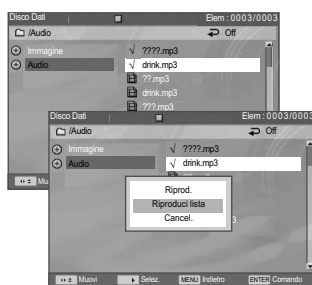 Disco Dati Elem : 0003/0003
/Audio Off
Immagine √ ????.mp3
Audio √ drink.mp3
??.mp3
drink.mp3
???.mp3
Mu
Disco Dati Elem : 0003/0003
/Audio Off
Immagine √ ????.mp3
Audio √ drink.mp3
Riprod.
Riproduci lista
Cancel.
3
Muovi Selez. MENU Indietro ENTER Comando